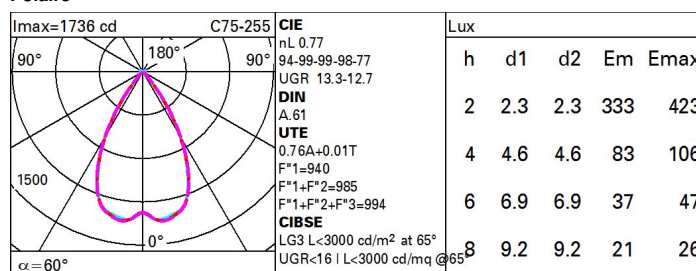 Imax=1736 cd C75-255
90° 180° 90°
1500
0°
α=60°
CIE
nL 0.77
94-99-99-98-77
UGR 13.3-12.7
DIN
A.61
UTE
0.76A+0.01T
F"1=940
F"1+F"2=985
F"1+F"2+F"3=994
CIBSE
LG3 L<3000 cd/m² at 65°
UGR<16 | L<3000 cd/mq @65°
Lux
h d1 d2 Em Emax
2 2.3 2.3 333 423
4 4.6 4.6 83 106
6 6.9 6.9 37 47
8 9.2 9.2 21 26